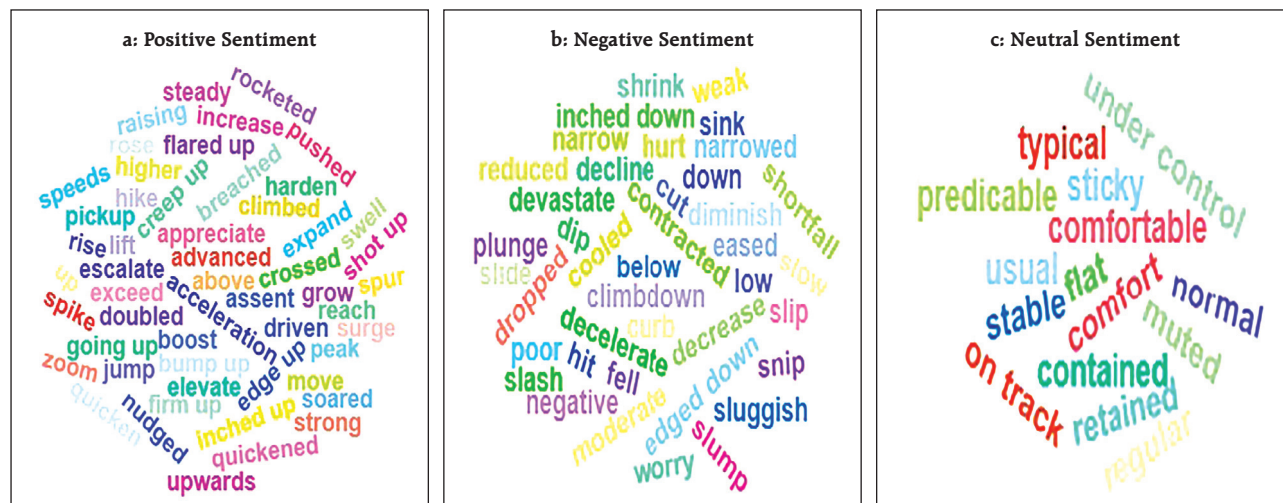 a: Positive Sentiment
rocketed
steady
raising
increase
pushed
rose
flared up
higher
creep up
breached
speeds
hike
harden
climbed
pickup
expand
swell
rise
lift
appreciate
shot up
advanced
escalate
crossed
up
above
spur
exceed
acceleration
assent
grow
reach
spike
doubled
driven
surge
going up
boost
edge up
peak
zoom
jump
bump up
elevate
move
quicken
firm up
soared
nudged
inched up
strong
quickened
upwards
b: Negative Sentiment
shrink
weak
inched down
sink
narrow
hurt
narrowed
reduced
decline
down
shortfall
devastate
cut
contracted
diminish
dip
plunge
cooled
eased
slide
below
slow
dropped
climbdown
low
curb
decrease
slip
decelerate
poor
hit
fell
snip
slash
edged down
negative
moderate
sluggish
slump
worry
c: Neutral Sentiment
under control
typical
predicable
sticky
comfortable
usual
flat
comfort
normal
stable
muted
on track
contained
retained
regular